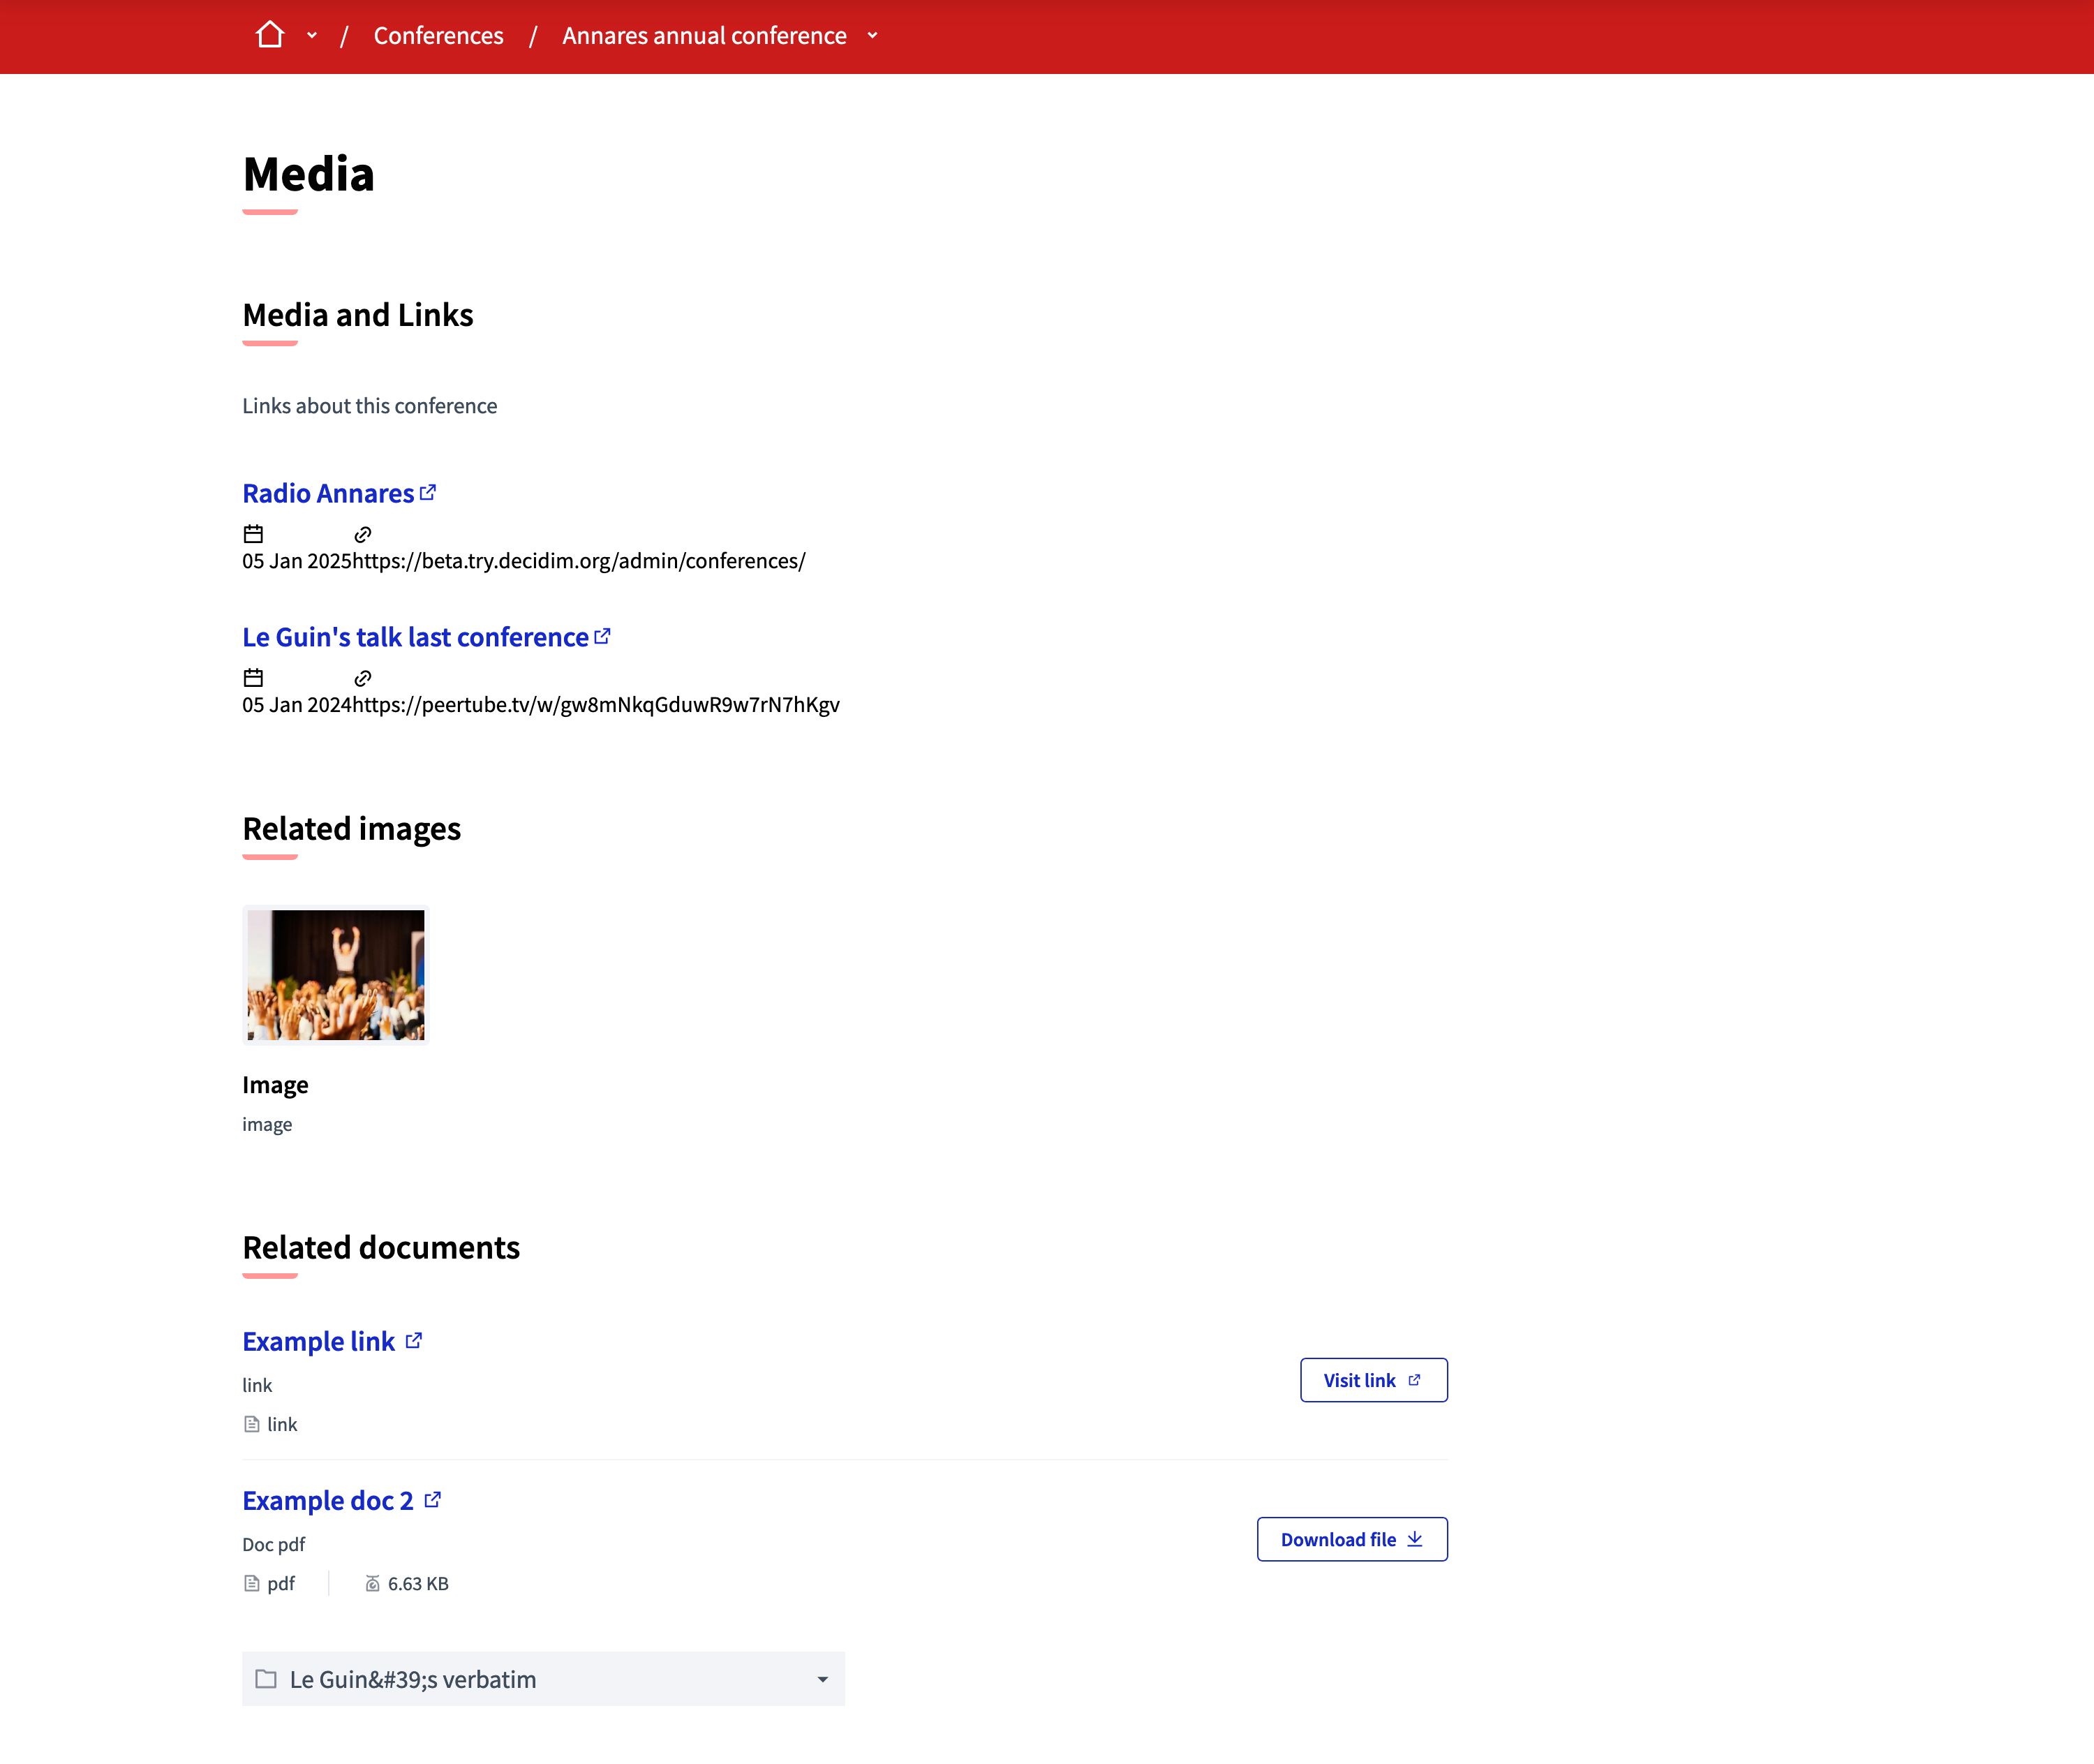 / Conferences / Annares annual conference
Media
Media and Links
Links about this conference
Radio Annares
05 Jan 2025https://beta.try.decidim.org/admin/conferences/
Le Guin's talk last conference
05 Jan 2024https://peertube.tv/w/gw8mNkqGduwR9w7rN7hKgv
Related images
Image
image
Related documents
Example link
link
link
Visit link
Example doc 2
Doc pdf
pdf 6.63 KB
Download file
Le Guin&#39;s verbatim